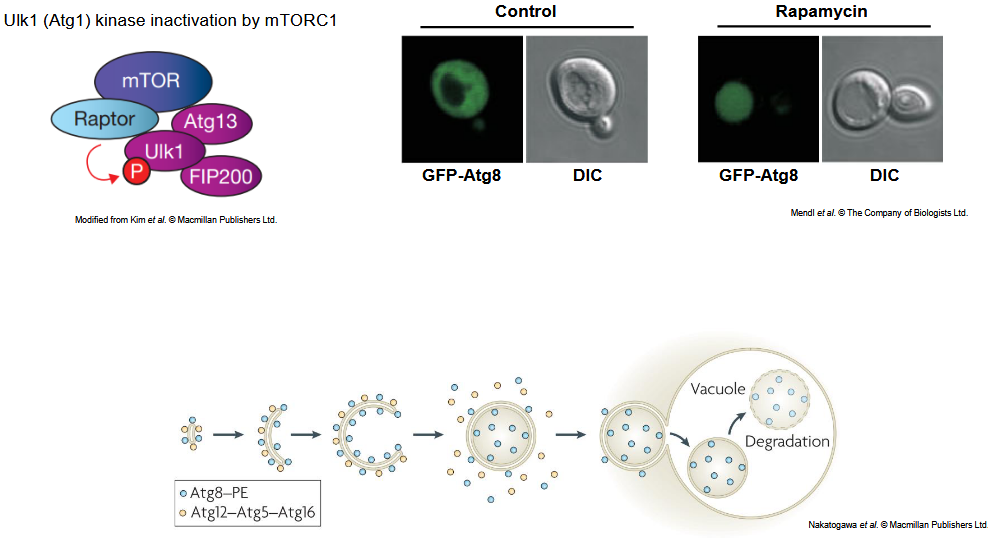 Ulk1 (Atg1) kinase inactivation by mTORC1
mTOR
Raptor
Atg13
Ulk1
P
FIP200
Modified from Kim et al. © Macmillan Publishers Ltd.
Control
Rapamycin
GFP-Atg8
DIC
GFP-Atg8
DIC
Mendl et al. © The Company of Biologists Ltd.
Vacuole
Degradation
Atg8–PE
Atg12–Atg5–Atg16
Nakatogawa et al. © Macmillan Publishers Ltd.